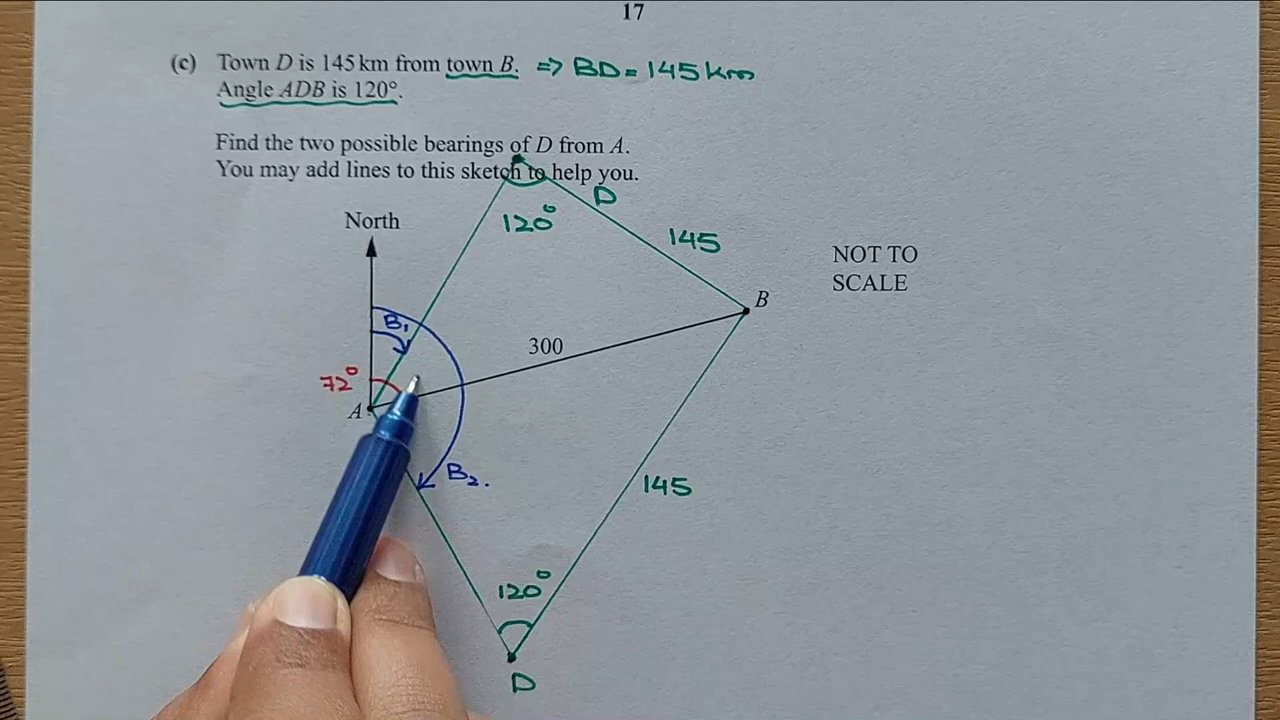 17
(c) Town D is 145 km from town B. => BD = 145 km
Angle ADB is 120°.
Find the two possible bearings of D from A.
You may add lines to this sketch to help you.
D
120°
North
145
NOT TO
SCALE
B
B₁
300
72°
A
B₂.
145
120°
D